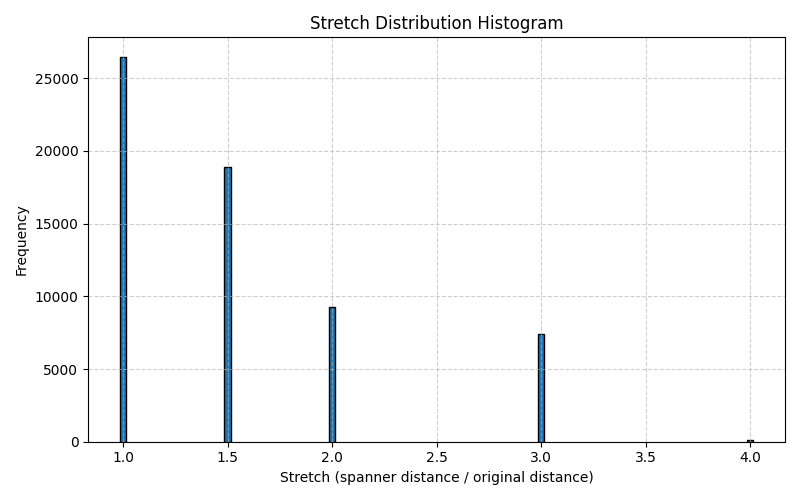 Stretch Distribution Histogram
Frequency
25000
20000
15000
10000
5000
0
1.0 1.5 2.0 2.5 3.0 3.5 4.0
Stretch (spanner distance / original distance)